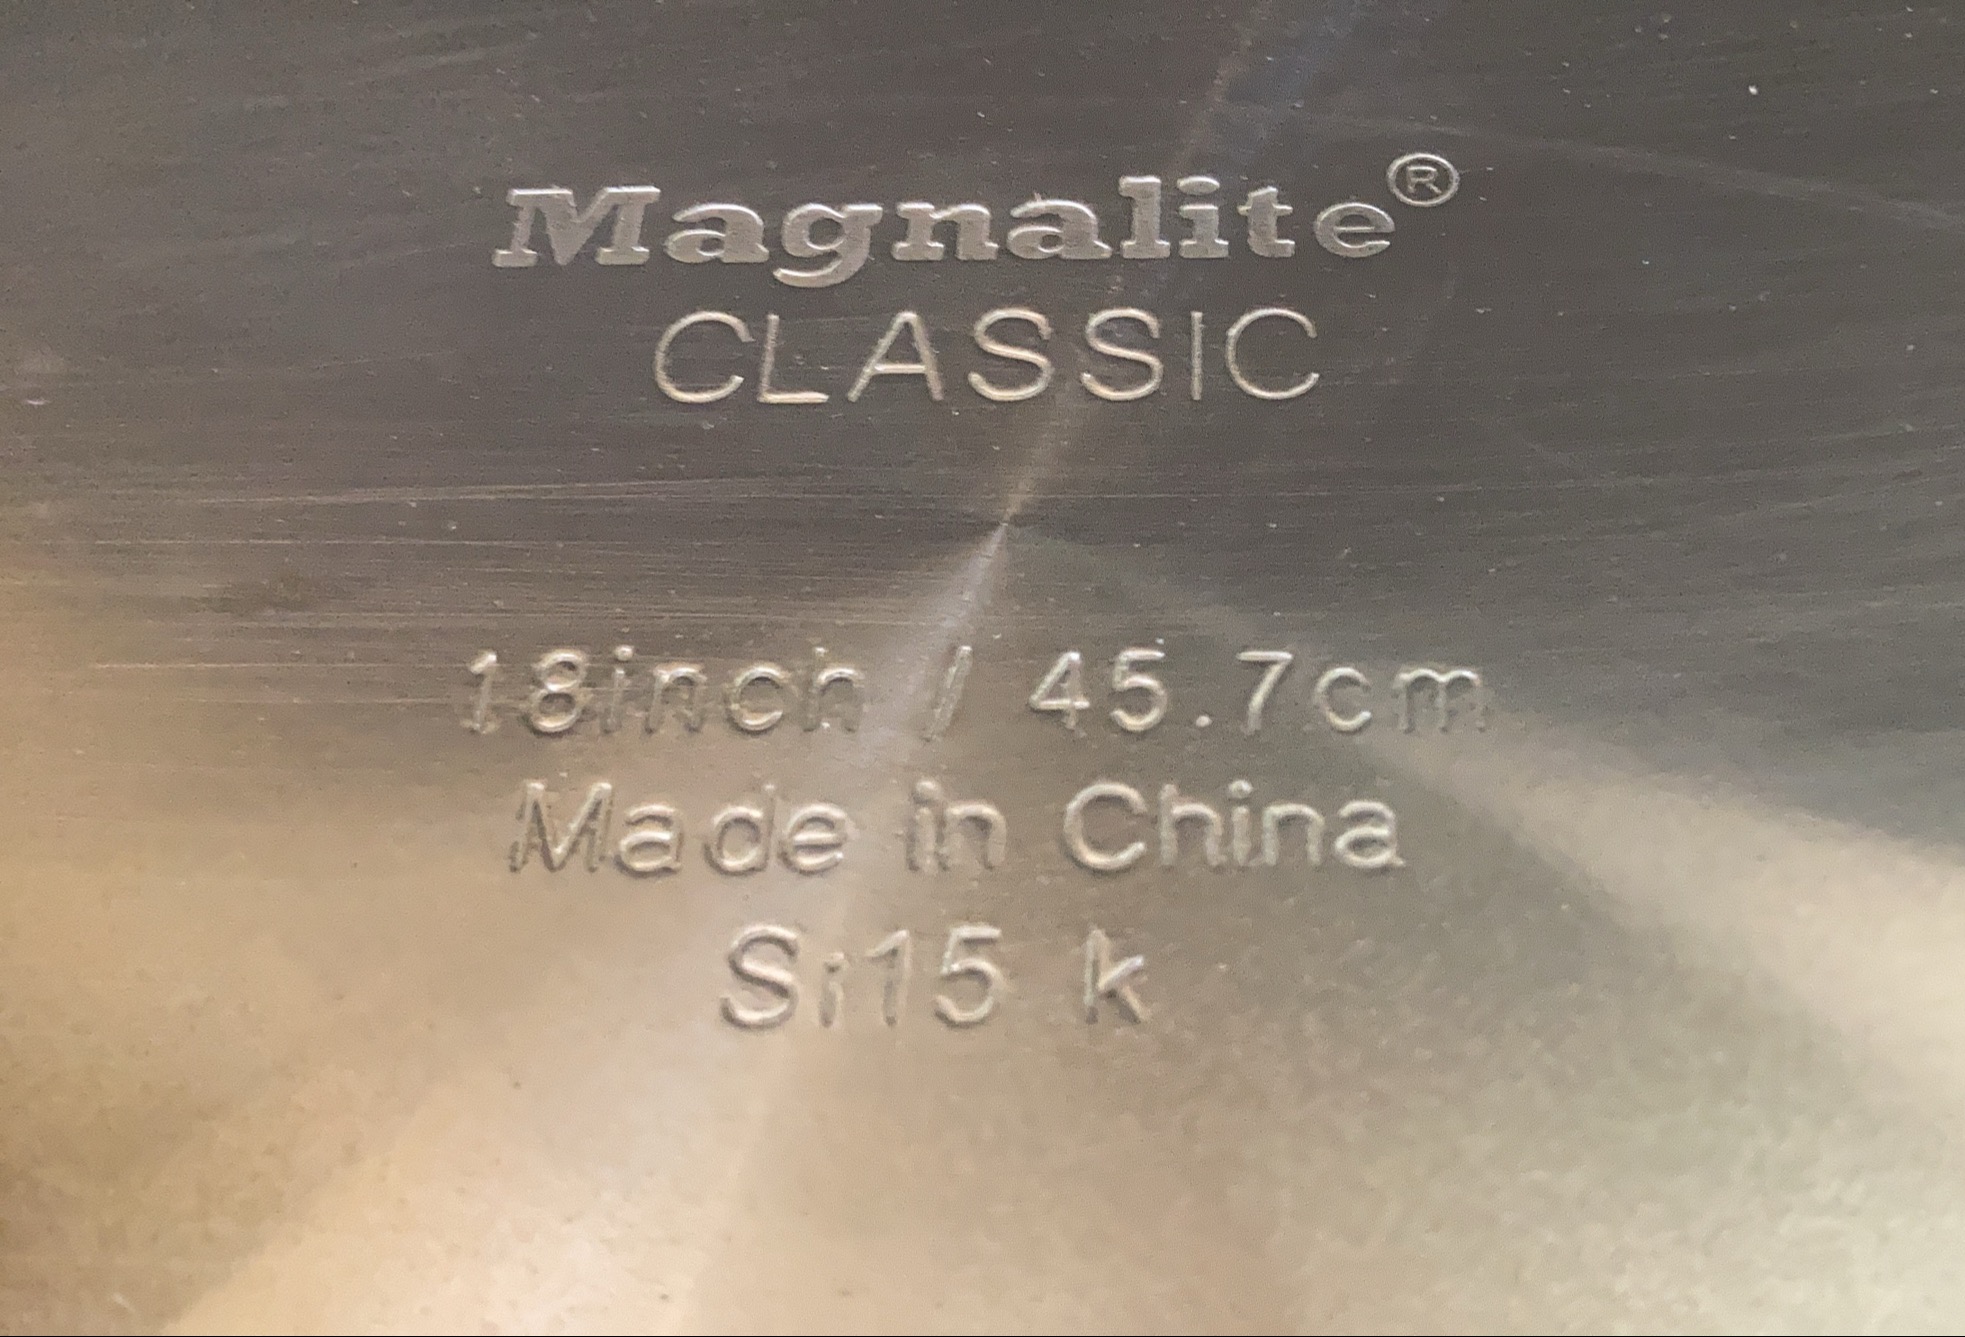 Magnalite®
CLASSIC
18inch / 45.7cm
Made in China
Si15 k